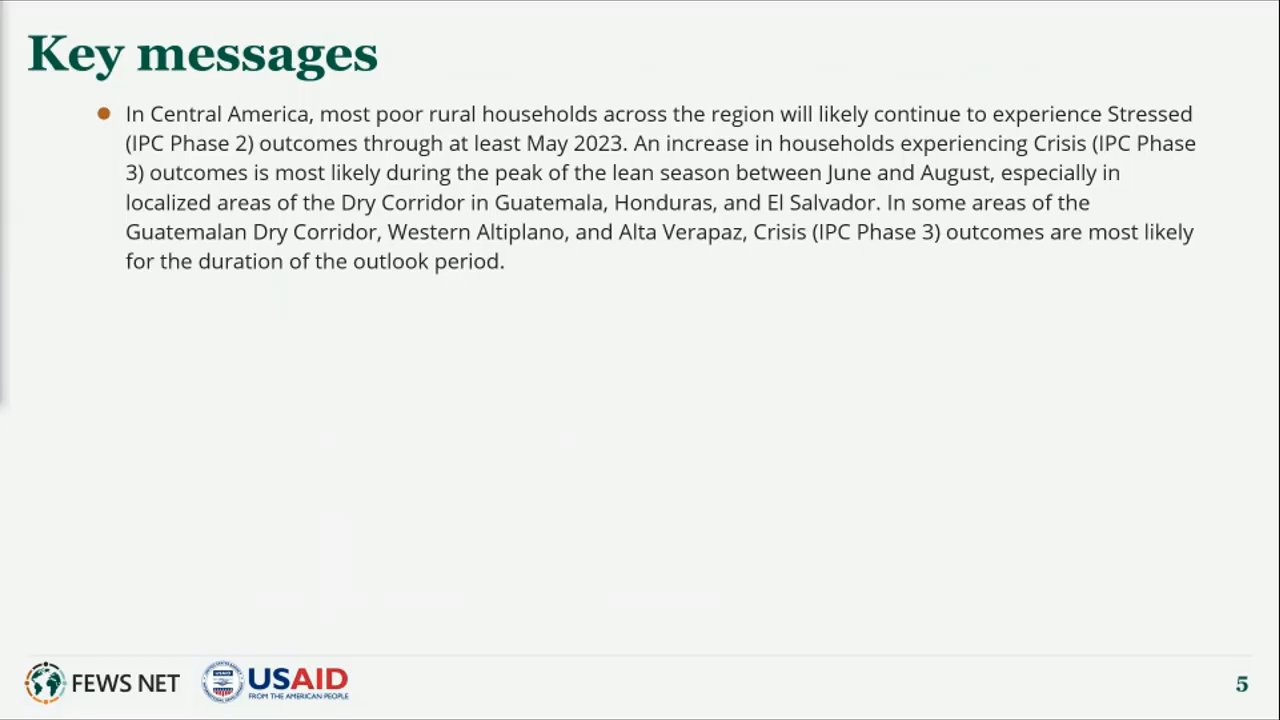 Key messages
In Central America, most poor rural households across the region will likely continue to experience Stressed
(IPC Phase 2) outcomes through at least May 2023. An increase in households experiencing Crisis (IPC Phase
3) outcomes is most likely during the peak of the lean season between June and August, especially in
localized areas of the Dry Corridor in Guatemala, Honduras, and El Salvador. In some areas of the
Guatemalan Dry Corridor, Western Altiplano, and Alta Verapaz, Crisis (IPC Phase 3) outcomes are most likely
for the duration of the outlook period.
FEWS NET
USAID
FROM THE AMERICAN PEOPLE
5